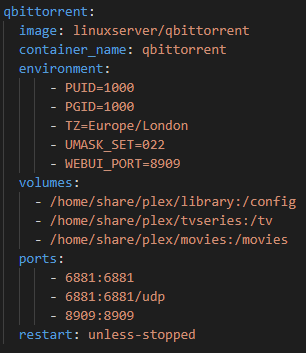 qbittorrent:
image: linuxserver/qbittorrent
container_name: qbittorrent
environment:
- PUID=1000
- PGID=1000
- TZ=Europe/London
- UMASK_SET=022
- WEBUI_PORT=8909
volumes:
- /home/share/plex/library:/config
- /home/share/plex/tvseries:/tv
- /home/share/plex/movies:/movies
ports:
- 6881:6881
- 6881:6881/udp
- 8909:8909
restart: unless-stopped